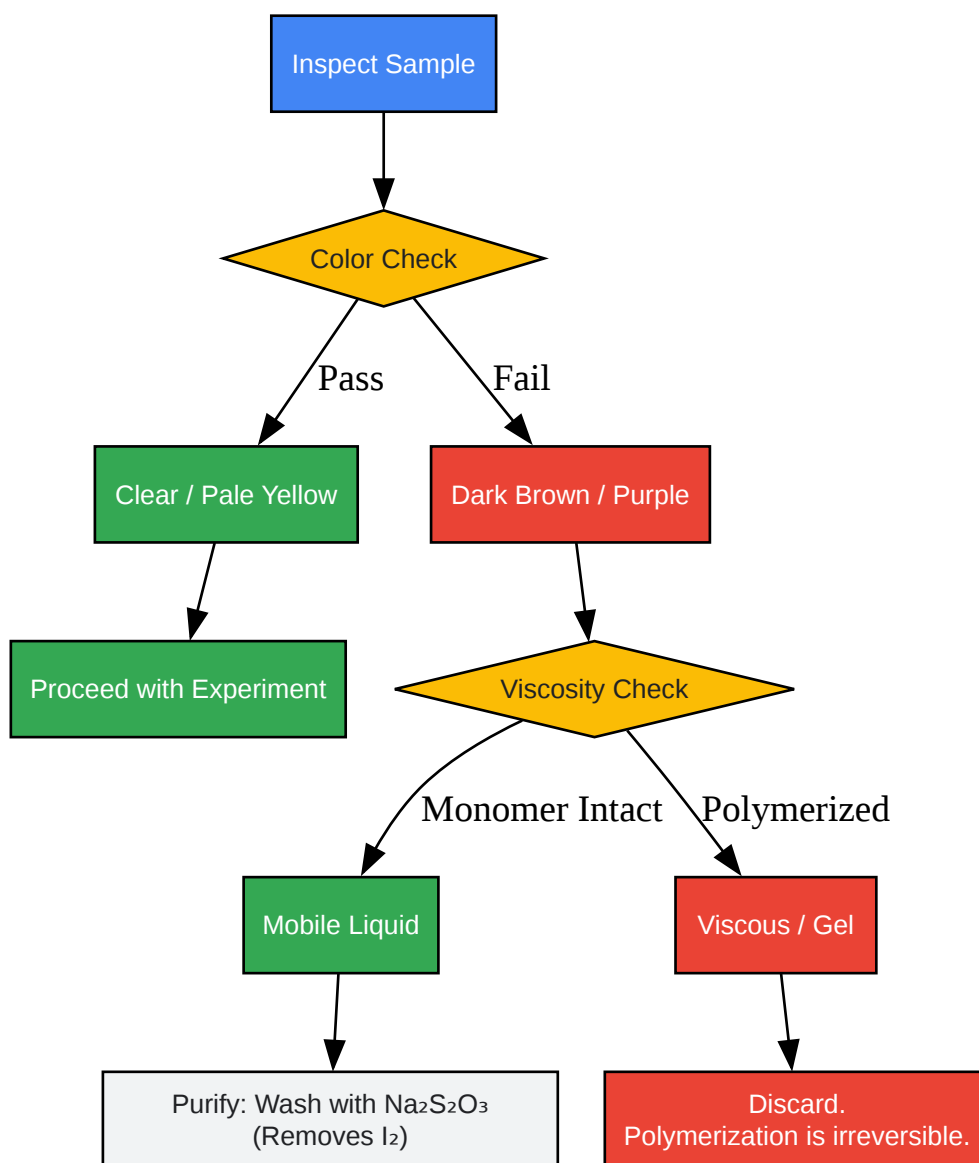 Inspect Sample
Color Check
Pass
Fail
Clear / Pale Yellow
Dark Brown / Purple
Proceed with Experiment
Viscosity Check
Monomer Intact
Polymerized
Mobile Liquid
Viscous / Gel
Purify: Wash with Na₂S₂O₃
(Removes I₂)
Discard.
Polymerization is irreversible.